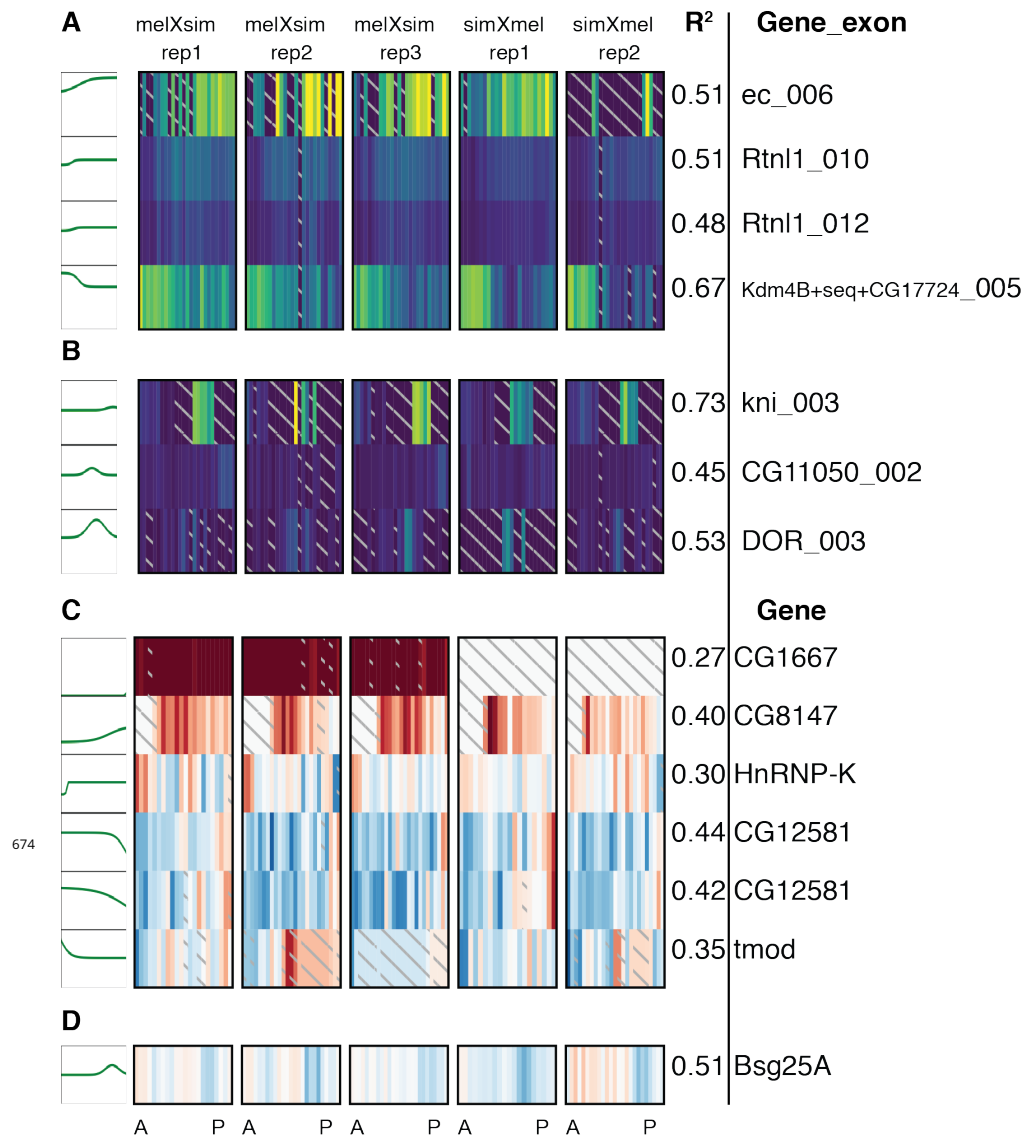 A melXsim melXsim melXsim simXmel simXmel R² Gene_exon
rep1 rep2 rep3 rep1 rep2
0.51 ec_006
0.51 Rtnl1_010
0.48 Rtnl1_012
0.67 Kdm4B+seq+CG17724_005
B
0.73 kni_003
0.45 CG11050_002
0.53 DOR_003
C Gene
0.27 CG1667
0.40 CG8147
0.30 HnRNP-K
0.44 CG12581
674
0.42 CG12581
0.35 tmod
D
0.51 Bsg25A
A P A P A P A P A P